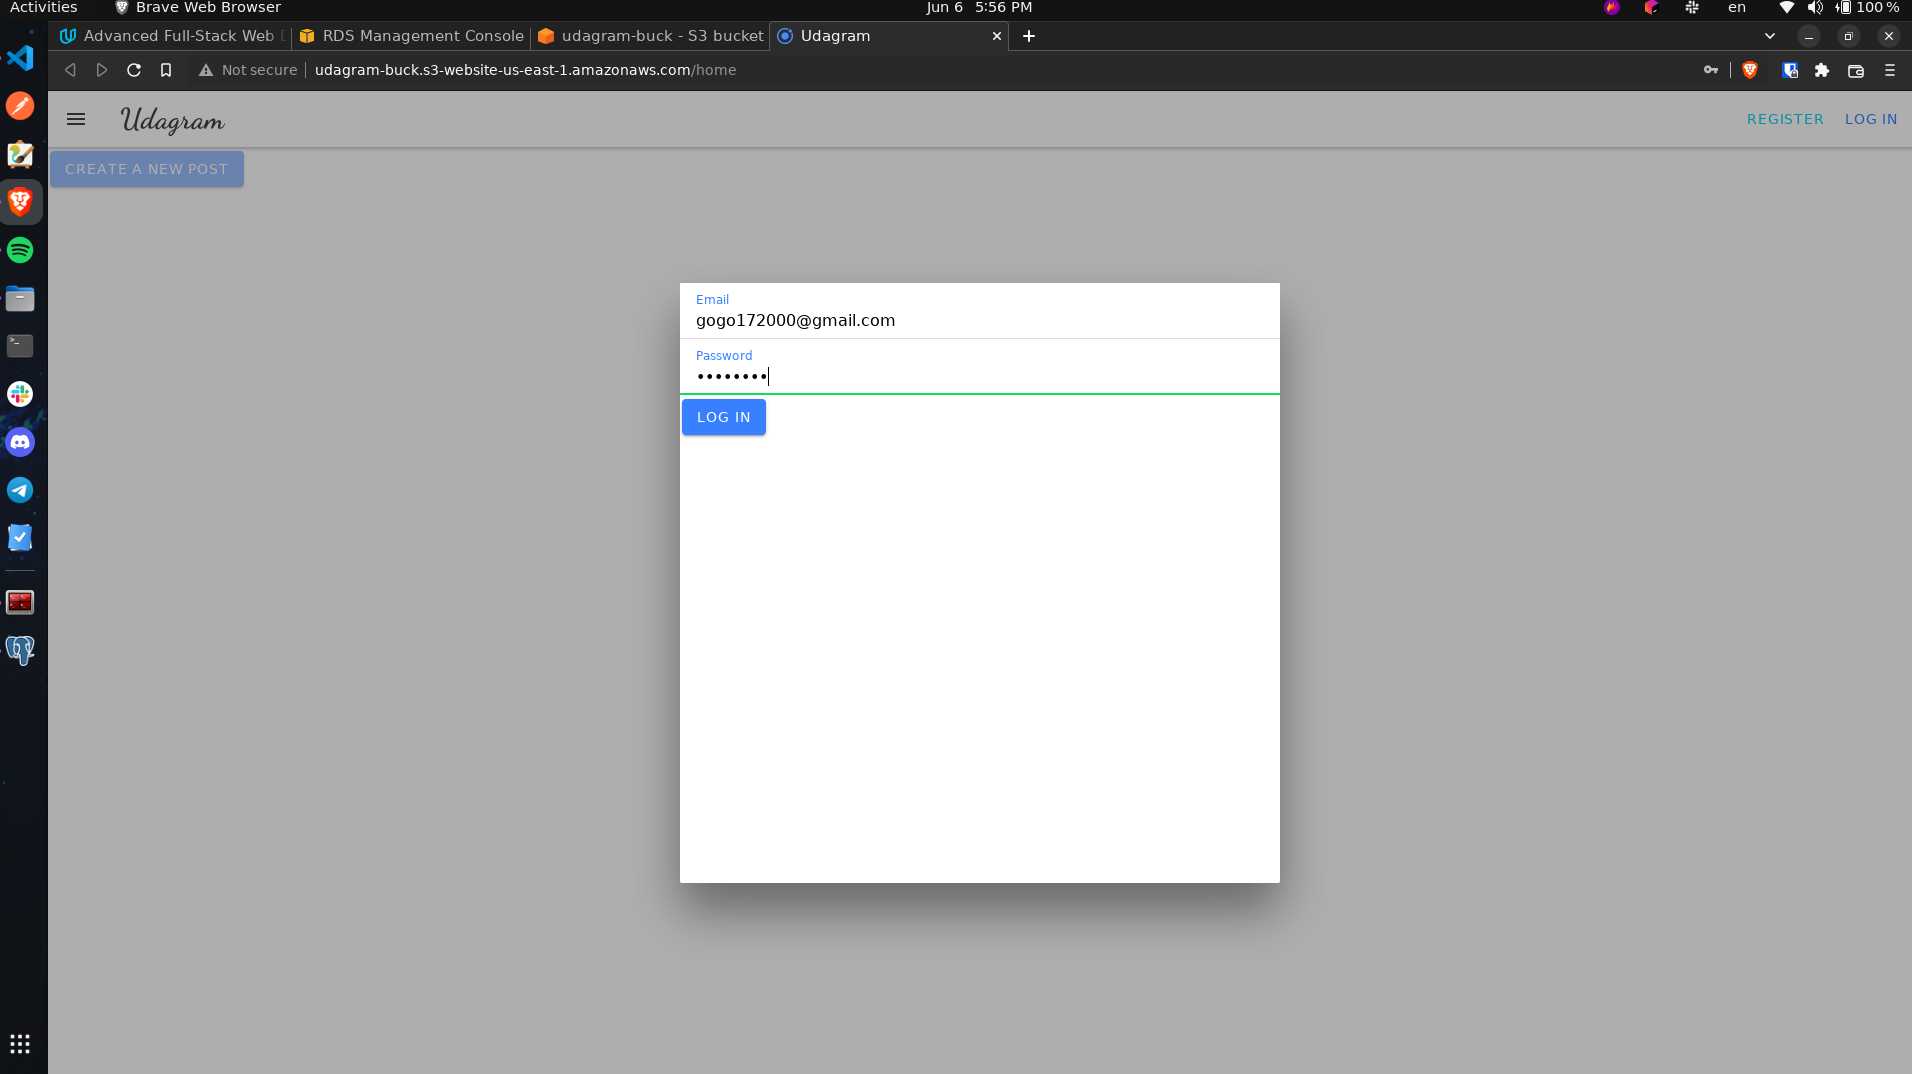 Activities
Brave Web Browser
Jun 6 5:56 PM
en
100 %
Advanced Full-Stack Web
RDS Management Console
udagram-buck - S3 bucket
Udagram
Not secure
udagram-buck.s3-website-us-east-1.amazonaws.com/home
Udagram
REGISTER
LOG IN
CREATE A NEW POST
Email
gogo172000@gmail.com
Password
••••••••
LOG IN